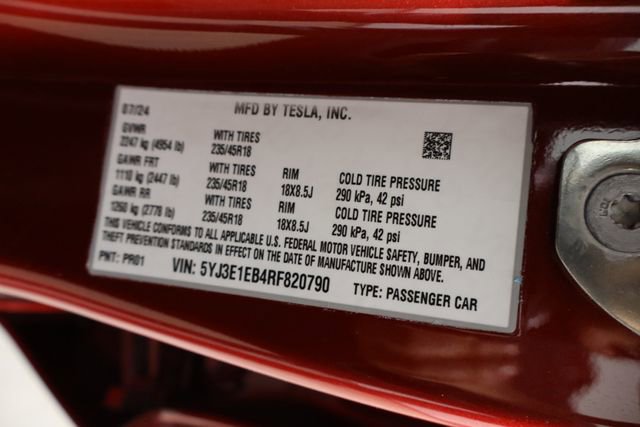 07/24 MFD BY TESLA, INC.
GVWR
2247 kg (4954 lb) WITH TIRES
235/45R18
GAWR FRT WITH TIRES RIM COLD TIRE PRESSURE
1110 kg (2447 lb) 235/45R18 18X8.5J 290 kPa, 42 psi
GAWR RR WITH TIRES RIM COLD TIRE PRESSURE
1260 kg (2778 lb) 235/45R18 18X8.5J 290 kPa, 42 psi
THIS VEHICLE CONFORMS TO ALL APPLICABLE U.S. FEDERAL MOTOR VEHICLE SAFETY, BUMPER, AND
THEFT PREVENTION STANDARDS IN EFFECT ON THE DATE OF MANUFACTURE SHOWN ABOVE.
PNT: PR01 VIN: 5YJ3E1EB4RF820790 TYPE: PASSENGER CAR